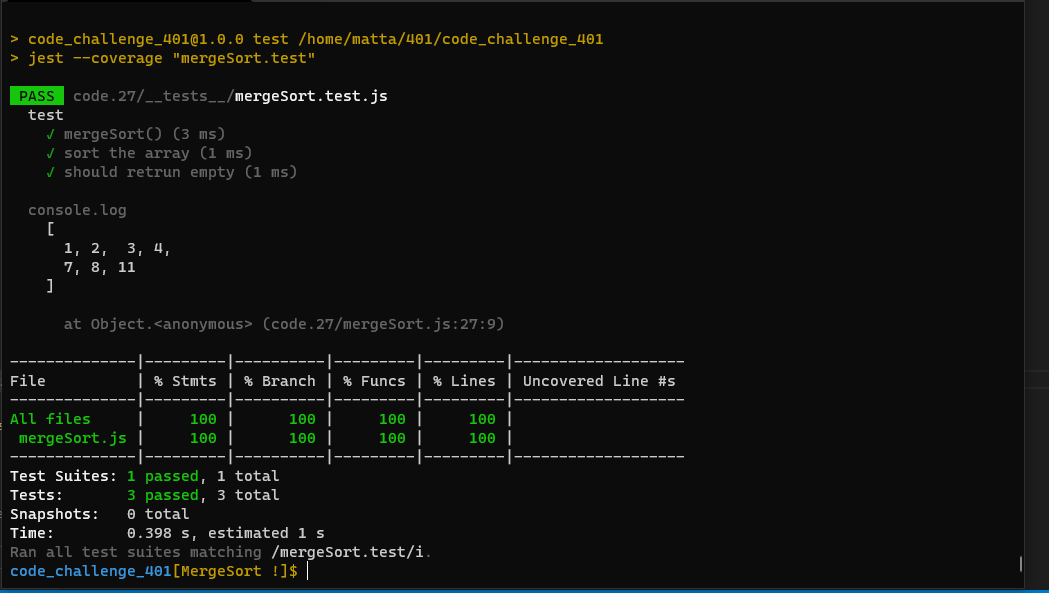 > code_challenge_401@1.0.0 test /home/matta/401/code_challenge_401
> jest --coverage "mergeSort.test"
PASS code.27/__tests__/mergeSort.test.js
test
√ mergeSort() (3 ms)
√ sort the array (1 ms)
√ should retrun empty (1 ms)
console.log
[
1, 2,  3, 4,
7, 8, 11
]
at Object.<anonymous> (code.27/mergeSort.js:27:9)
--------------|---------|----------|---------|---------|-------------------
File          | % Stmts | % Branch | % Funcs | % Lines | Uncovered Line #s
--------------|---------|----------|---------|---------|-------------------
All files     |     100 |      100 |     100 |     100 |
mergeSort.js |     100 |      100 |     100 |     100 |
--------------|---------|----------|---------|---------|-------------------
Test Suites: 1 passed, 1 total
Tests:       3 passed, 3 total
Snapshots:   0 total
Time:        0.398 s, estimated 1 s
Ran all test suites matching /mergeSort.test/i.
code_challenge_401[MergeSort !]$